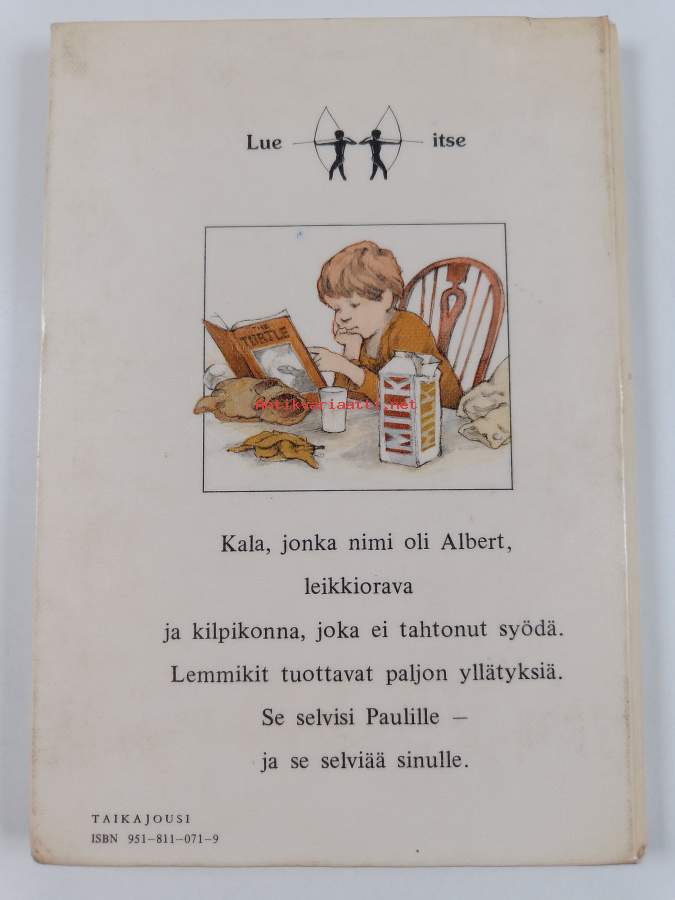 Lue itse
THE
TURTLE
Antikvariaatti.net
MILK MILK
Kala, jonka nimi oli Albert,
leikkiorava
ja kilpikonna, joka ei tahtonut syödä.
Lemmikit tuottavat paljon yllätyksiä.
Se selvisi Paulille –
ja se selviää sinulle.
TAIKAJOUSI
ISBN 951–811–071–9